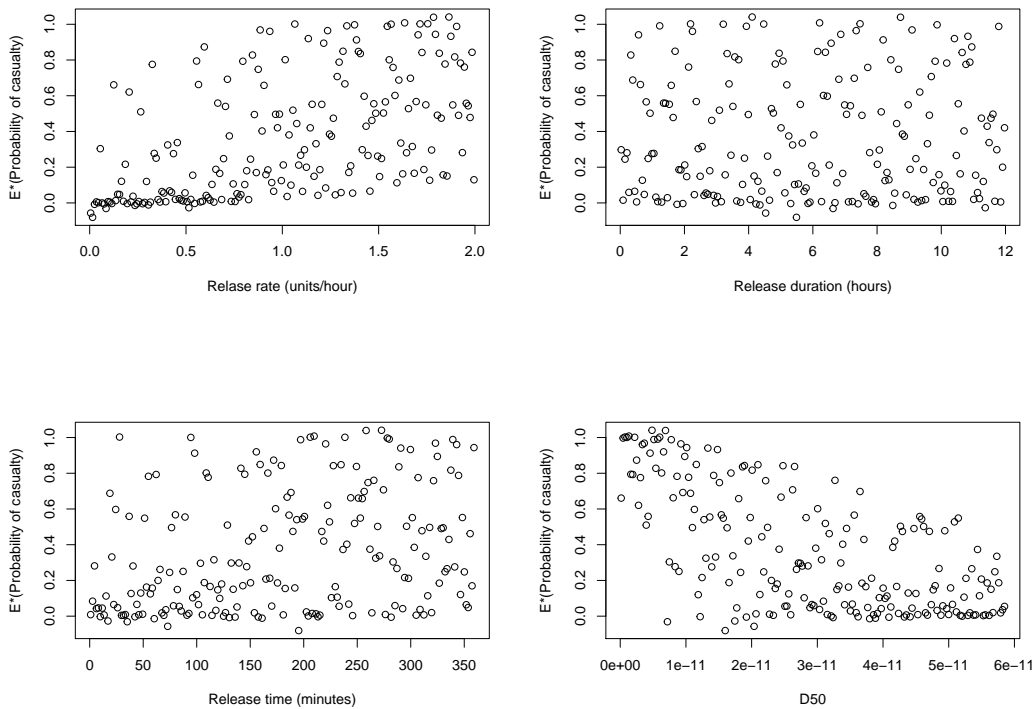 E*(Probability of casualty)
1.0
0.8
0.6
0.4
0.2
0.0
0.0 0.5 1.0 1.5 2.0
Relase rate (units/hour)
E*(Probability of casualty)
1.0
0.8
0.6
0.4
0.2
0.0
0 2 4 6 8 10 12
Release duration (hours)
E*(Probability of casualty)
1.0
0.8
0.6
0.4
0.2
0.0
0 50 100 150 200 250 300 350
Release time (minutes)
E*(Probability of casualty)
1.0
0.8
0.6
0.4
0.2
0.0
0e+00 1e−11 2e−11 3e−11 4e−11 5e−11 6e−11
D50